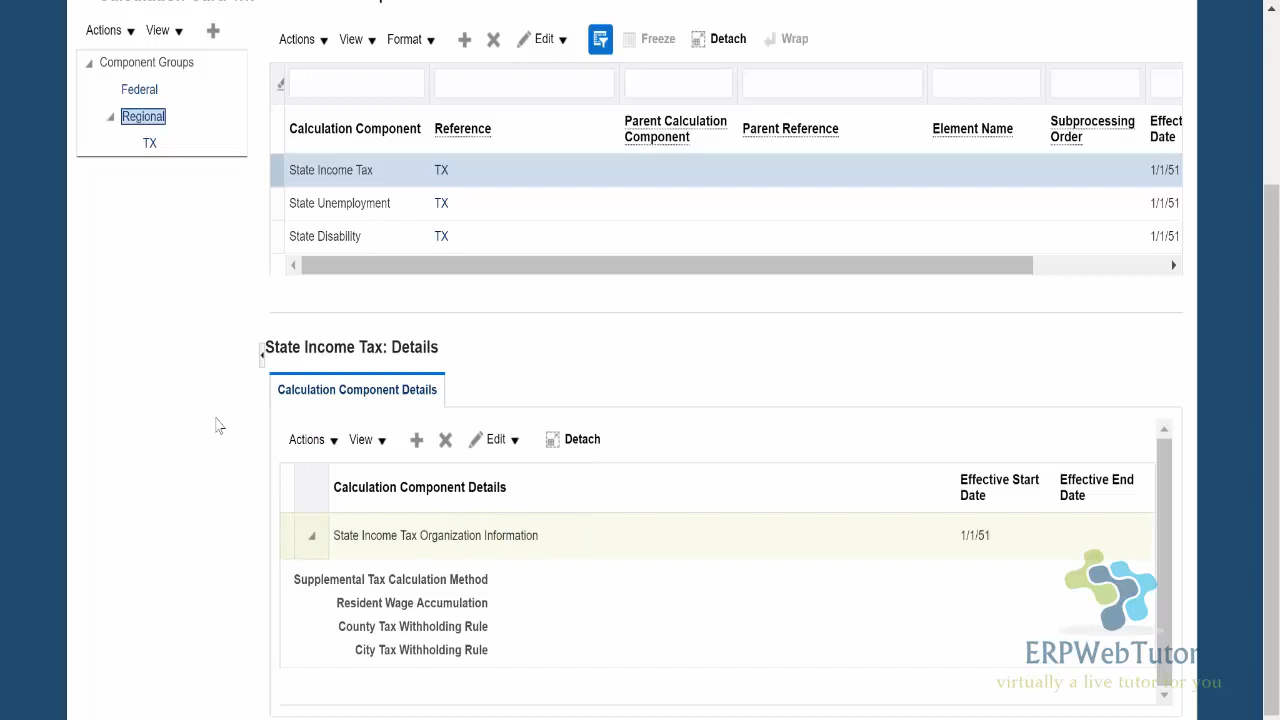 Actions View
Component Groups
Federal
Regional
TX
Actions View Format Edit Freeze Detach Wrap
Calculation Component Reference Parent Calculation Component Parent Reference Element Name Subprocessing Order Effect Date
State Income Tax TX 1/1/51
State Unemployment TX 1/1/51
State Disability TX 1/1/51
State Income Tax: Details
Calculation Component Details
Actions View Edit Detach
Calculation Component Details Effective Start Date Effective End Date
State Income Tax Organization Information 1/1/51
Supplemental Tax Calculation Method
Resident Wage Accumulation
County Tax Withholding Rule
City Tax Withholding Rule
ERPWebTutor
virtually a live tutor for you